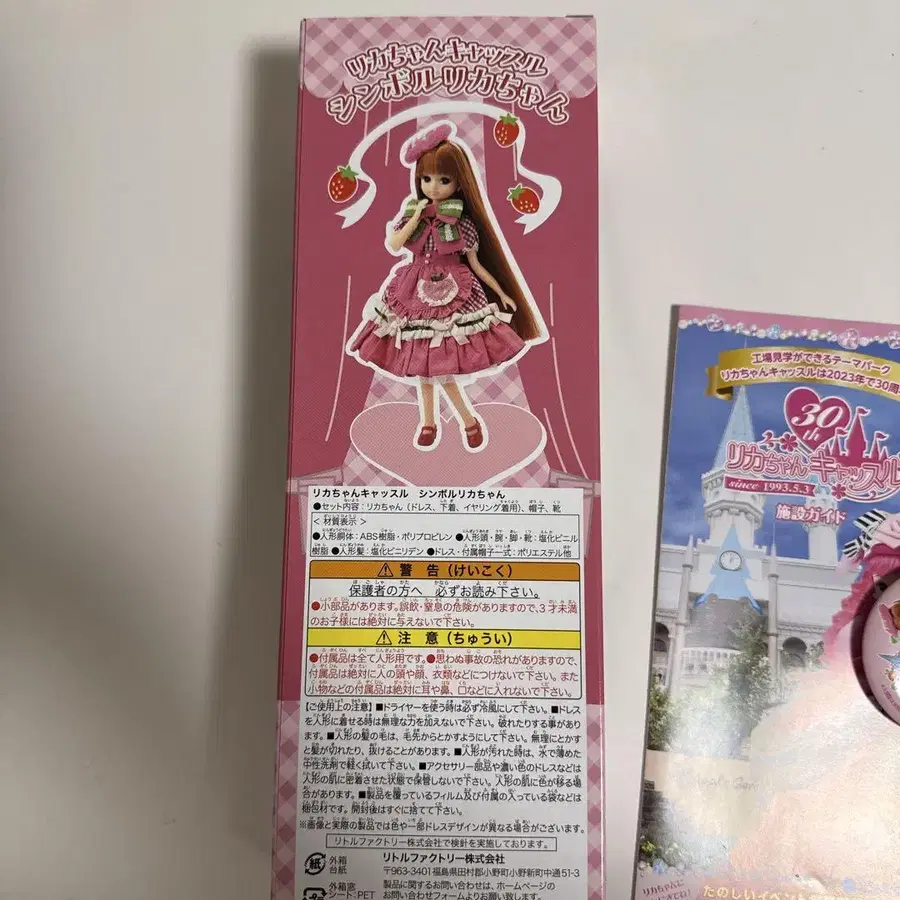 リカちゃんキャッスル
シンボルリカちゃん
リカちゃんキャッスル　シンボルリカちゃん
●セット内容：リカちゃん（ドレス、下着、イヤリング着用）、帽子、靴
＜材質表示＞
●人形胴体：ABS樹脂・ポリプロピレン ●人形頭・腕・脚・靴：塩化ビニル
樹脂 ●人形髪：塩化ビニリデン ●ドレス・付属帽子一式：ポリエステル他
⚠警 告（けいこく）
保護者の方へ 必ずお読み下さい。
●小部品があります。誤飲・窒息の危険がありますので、3才未満
のお子様には絶対に与えないで下さい。
⚠注 意（ちゅうい）
●付属品は全て人形用です。●思わぬ事故の恐れがありますので、
付属品は絶対に人の頭や顔、衣類などにつけないで下さい。また
小物などの付属品は絶対に耳や鼻、口などに入れないで下さい。
【ご使用上の注意】■ドライヤーを使う時は必ず冷風にして下さい。■ドレス
を人形に着せる時は無理な力を加えないで下さい。破れたりする事があ
ります。■人形の髪の毛は、毛先からとかすようにして下さい。無理にとかす
と髪が切れたり、抜けることがあります。■人形が汚れた時は、水で薄めた
中性洗剤で軽く拭いて下さい。■アクセサリー部品や濃い色のドレスなどは
人形の肌に密着させた状態で保管しないで下さい。人形の肌に色が移る場
合があります。■製品を覆っているフィルム及び付属の入っている袋などは
梱包材です。開封後はすぐに捨てて下さい。
※画像と実際の製品では色や一部ドレスデザインが異なる場合がございます。
リトルファクトリー株式会社で検針を実施しております。
紙 外箱
台紙
リトルファクトリー株式会社
〒963-3401福島県田村郡小野町小野新町中通51-3
外箱窓
シート:PET
製品に関するお問い合わせは、ホームページの
お問い合わせフォームよりお願い致します。
工場見学ができるテーマパーク
リカちゃんキャッスルは2023年で30周
30th
リカちゃんキャッスル
since 1993.5.3
施設ガイド
リカちゃんに
たのしいイベン